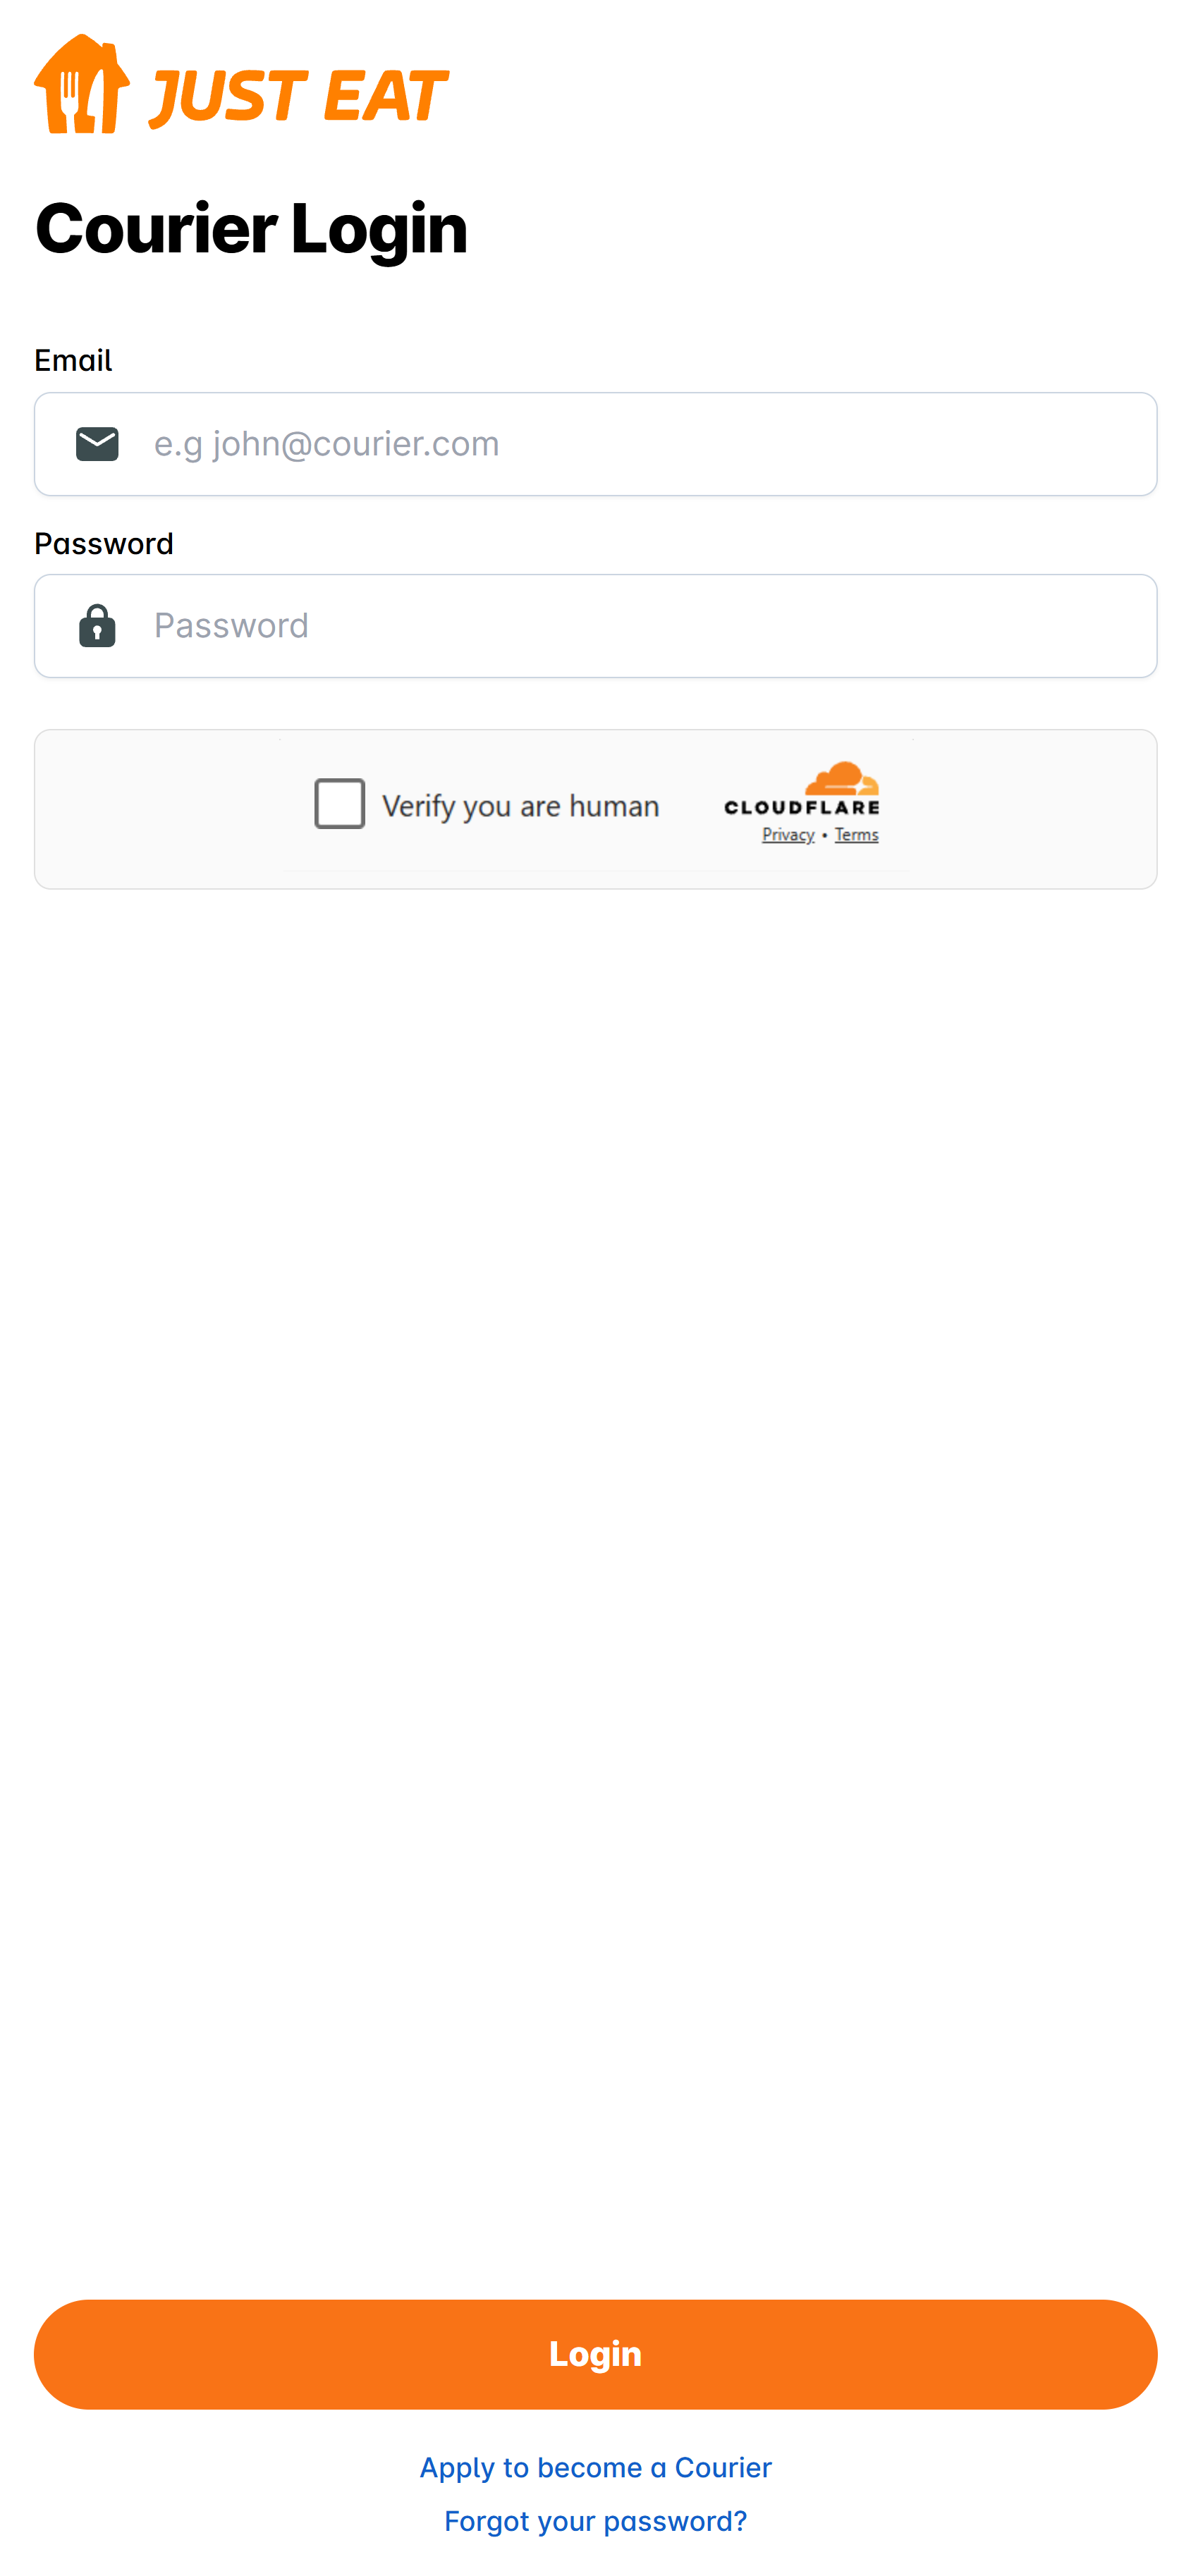 JUST EAT
Courier Login
Email
e.g john@courier.com
Password
Password
Verify you are human
CLOUDFLARE
Privacy • Terms
Login
Apply to become a Courier
Forgot your password?